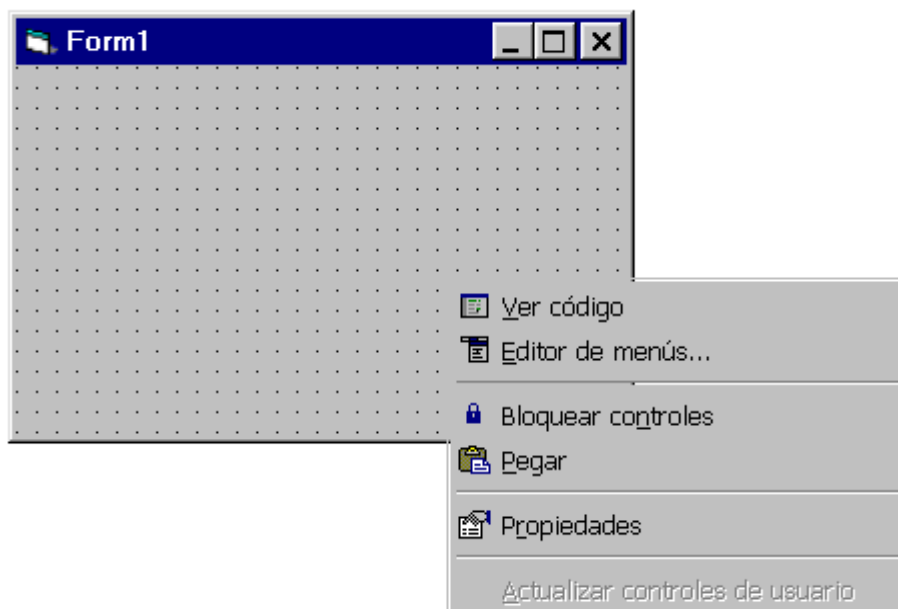 Form1
Ver código
Editor de menús...
Bloquear controles
Pegar
Propiedades
Actualizar controles de usuario